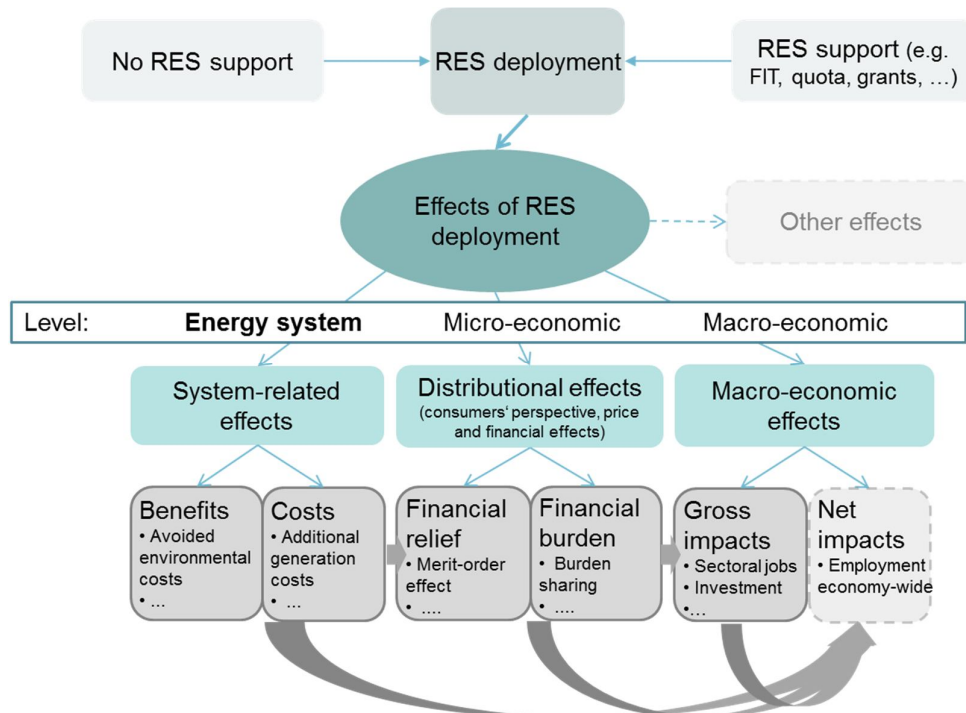 No RES support
RES deployment
RES support (e.g.
FIT, quota, grants, …)
Effects of RES
deployment
Other effects
Level:
Energy system
Micro-economic
Macro-economic
System-related
effects
Distributional effects
(consumers‘ perspective, price
and financial effects)
Macro-economic
effects
Benefits
• Avoided
environmental
costs
• ...
Costs
• Additional
generation
costs
• ...
Financial
relief
• Merit-order
effect
• ....
Financial
burden
• Burden
sharing
• ....
Gross
impacts
• Sectoral jobs
• Investment
•...
Net
impacts
• Employment
economy-wide